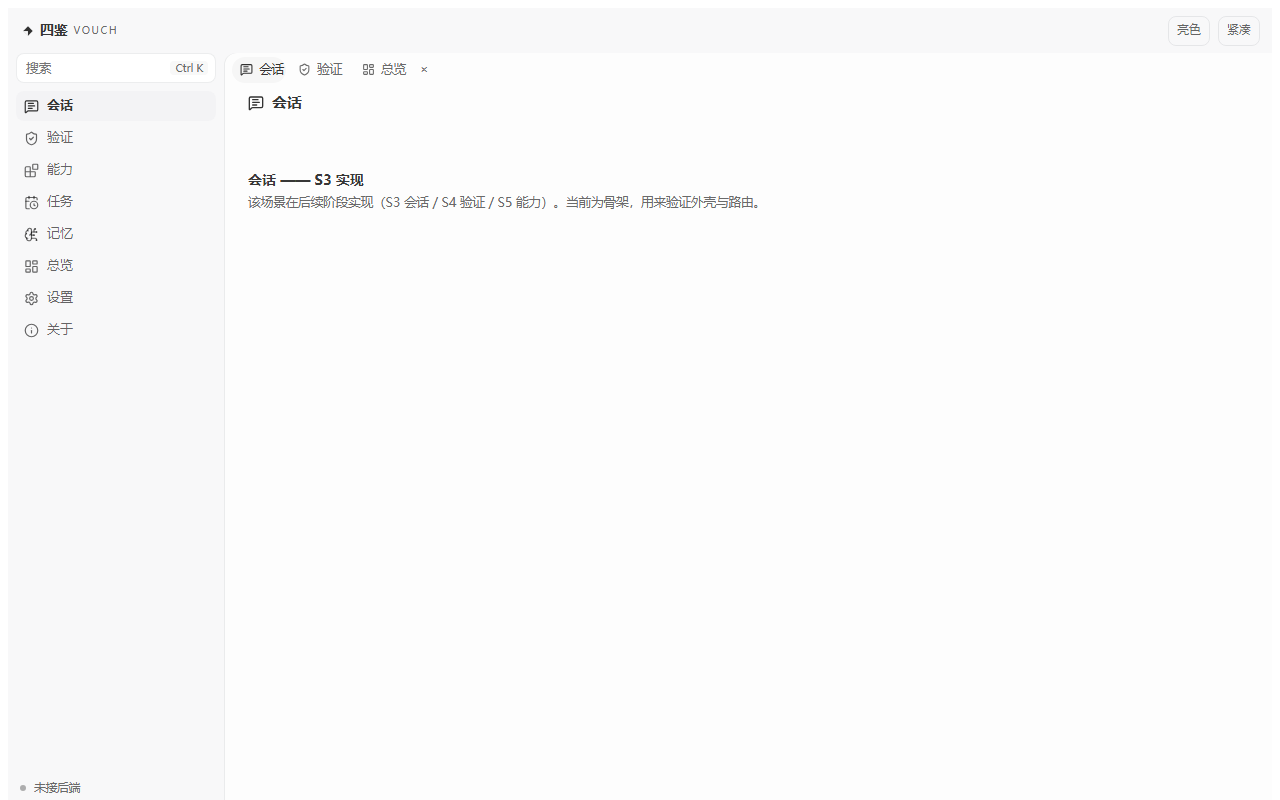 四鉴 VOUCH
亮色 紧凑
搜索 Ctrl K
会话 验证 总览 ×
会话
验证
能力
任务
记忆
总览
设置
关于
会话
会话 —— S3 实现
该场景在后续阶段实现（S3 会话 / S4 验证 / S5 能力）。当前为骨架，用来验证外壳与路由。
未接后端